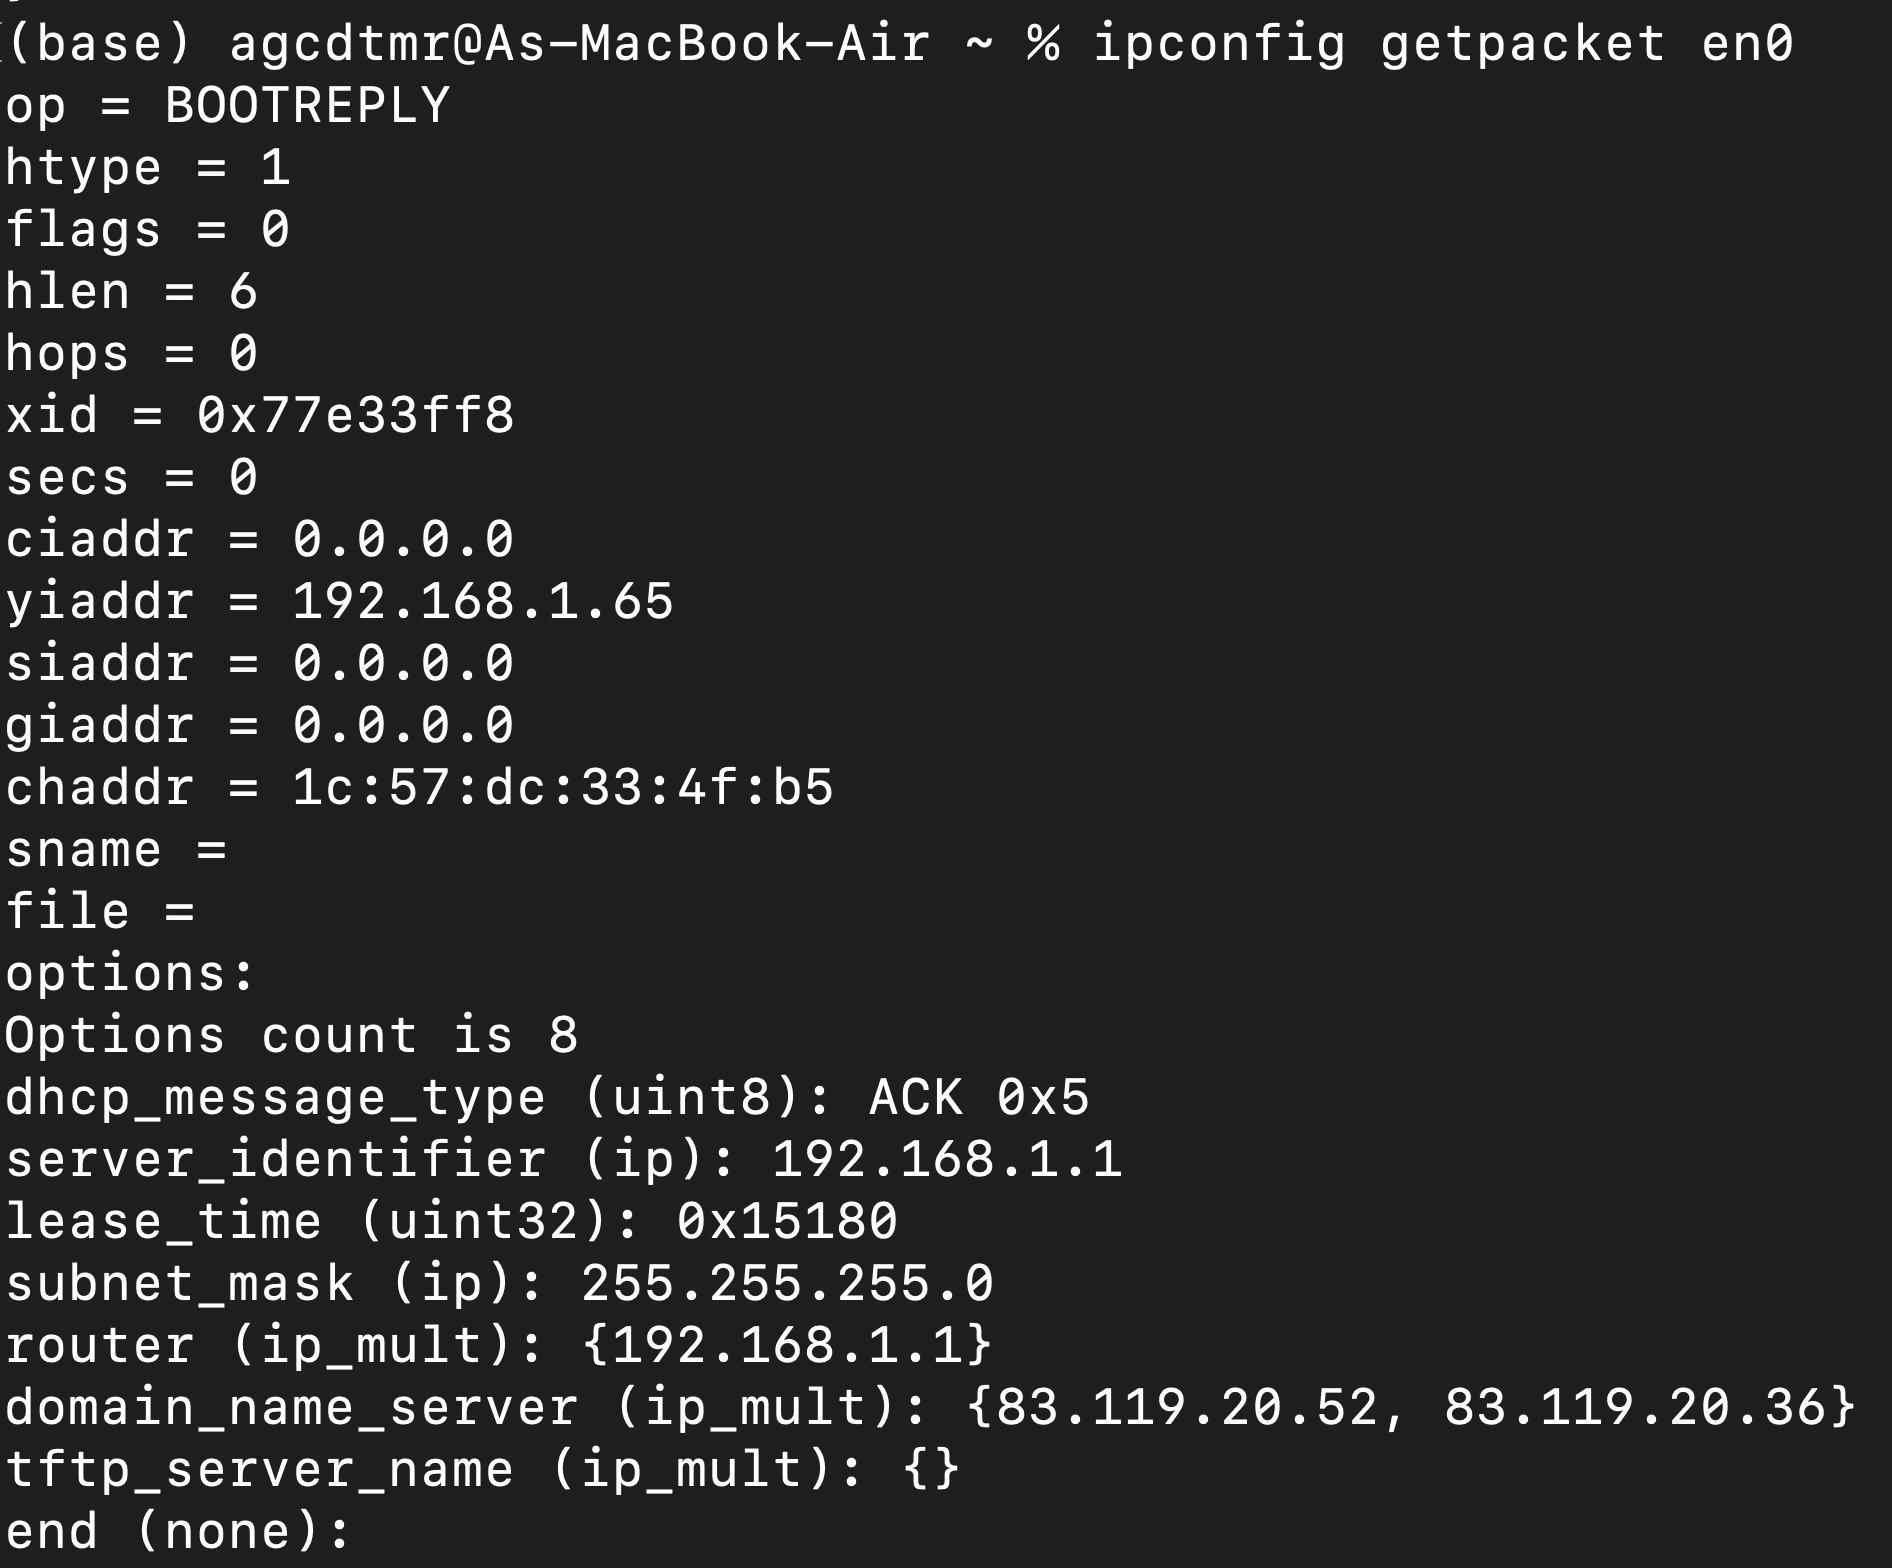 (base) agcdtmr@As-MacBook-Air ~ % ipconfig getpacket en0
op = BOOTREPLY
htype = 1
flags = 0
hlen = 6
hops = 0
xid = 0x77e33ff8
secs = 0
ciaddr = 0.0.0.0
yiaddr = 192.168.1.65
siaddr = 0.0.0.0
giaddr = 0.0.0.0
chaddr = 1c:57:dc:33:4f:b5
sname =
file =
options:
Options count is 8
dhcp_message_type (uint8): ACK 0x5
server_identifier (ip): 192.168.1.1
lease_time (uint32): 0x15180
subnet_mask (ip): 255.255.255.0
router (ip_mult): {192.168.1.1}
domain_name_server (ip_mult): {83.119.20.52, 83.119.20.36}
tftp_server_name (ip_mult): {}
end (none):